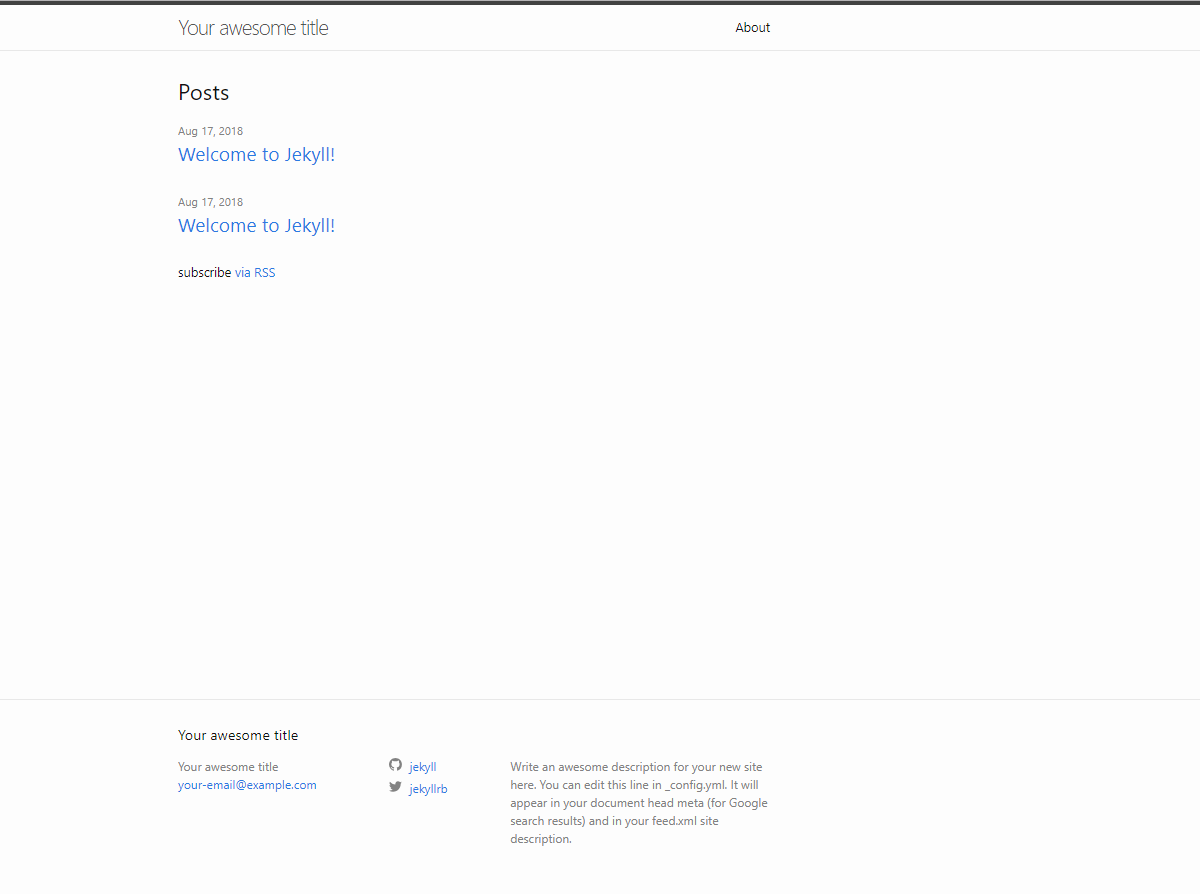 Your awesome title
About
Posts
Aug 17, 2018
Welcome to Jekyll!
Aug 17, 2018
Welcome to Jekyll!
subscribe via RSS
Your awesome title
Your awesome title
your-email@example.com
jekyll
jekyllrb
Write an awesome description for your new site
here. You can edit this line in _config.yml. It will
appear in your document head meta (for Google
search results) and in your feed.xml site
description.